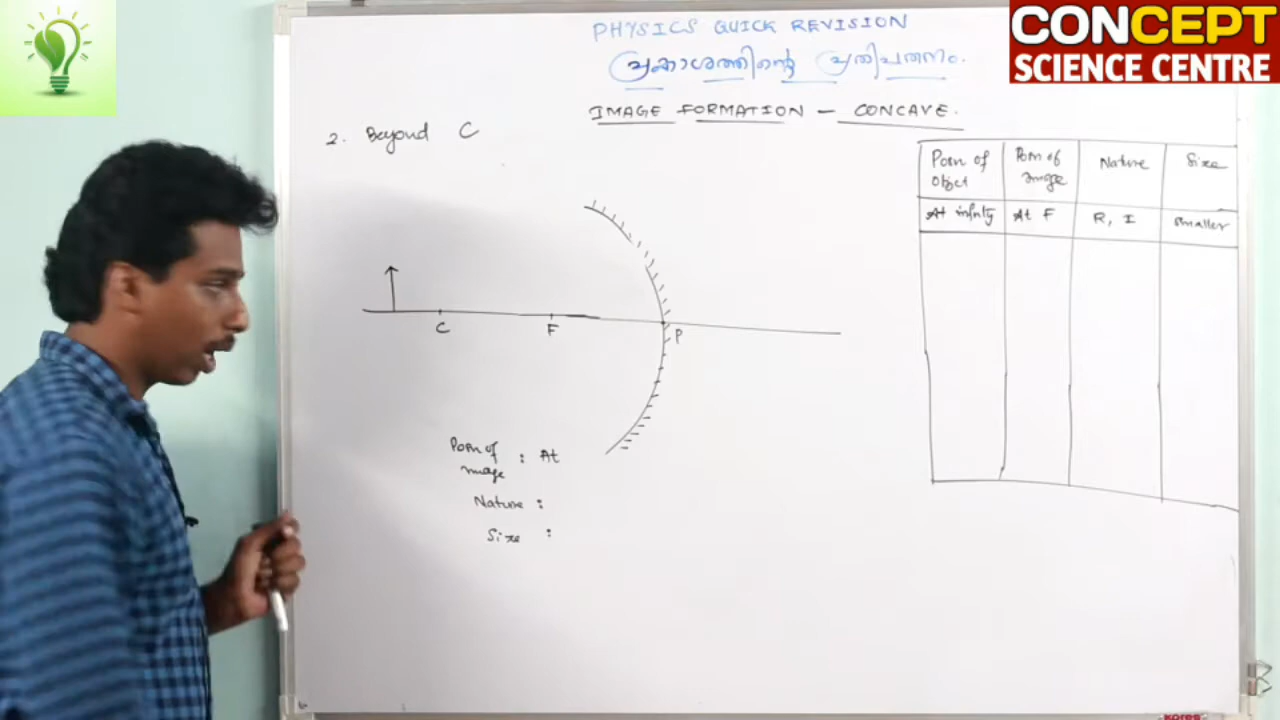 PHYSICS QUICK REVISION
പ്രകാശത്തിന്റെ പ്രതിപതനം.
IMAGE FORMATION – CONCAVE.
CONCEPT
SCIENCE CENTRE
2. Beyond C
C
F
P
Posn of
image : At
Nature :
Size :
Posn of Object
Posn of image
Nature
Size
At infinity
At F
R, I
smaller
kores